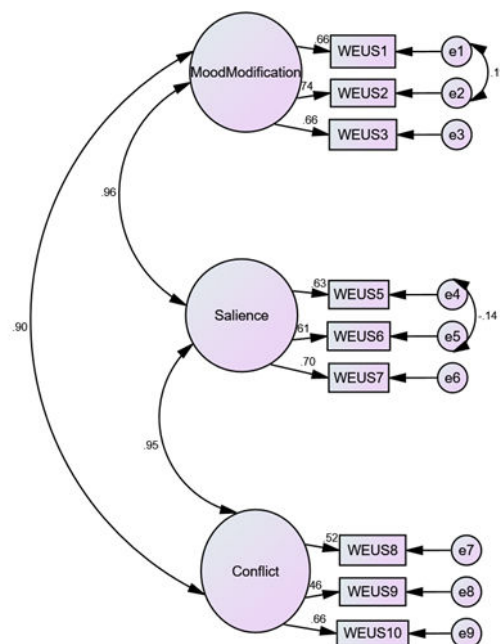 .66
WEUS1
e1
MoodModification
.1
.74
WEUS2
e2
.66
WEUS3
e3
.96
.63
WEUS5
e4
Salience
-.14
.61
WEUS6
e5
.90
.70
WEUS7
e6
.95
.52
WEUS8
e7
Conflict
.46
WEUS9
e8
.66
WEUS10
e9